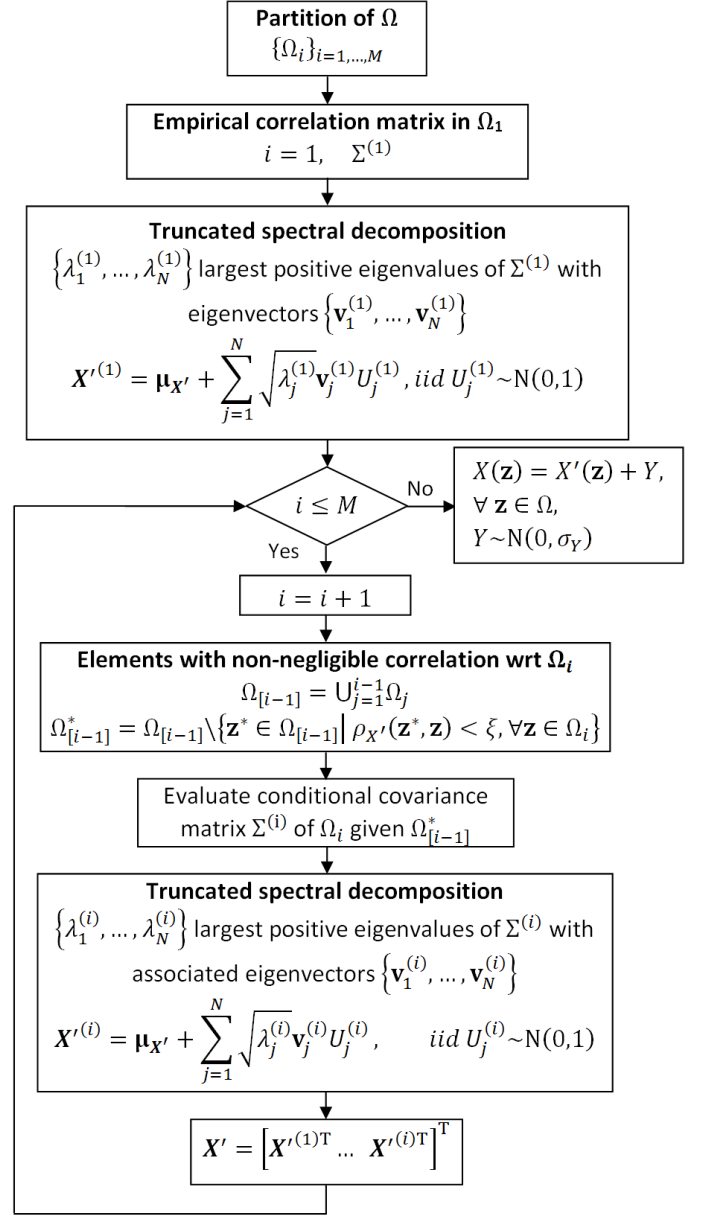 Partition of Ω
{Ω_i}_{i=1,…,M}
Empirical correlation matrix in Ω_1
i = 1, Σ^{(1)}
Truncated spectral decomposition
{λ_1^{(1)}, …, λ_N^{(1)}} largest positive eigenvalues of Σ^{(1)} with
eigenvectors {v_1^{(1)}, …, v_N^{(1)}}
X′^{(1)} = μ_{X′} + ∑_{j=1}^{N} √(λ_j^{(1)}) v_j^{(1)} U_j^{(1)}, iid U_j^{(1)}~N(0,1)
i ≤ M
No
X(z) = X′(z) + Y,
∀ z ∈ Ω,
Y~N(0, σ_Y)
Yes
i = i + 1
Elements with non-negligible correlation wrt Ω_i
Ω_{[i−1]} = ∪_{j=1}^{i−1} Ω_j
Ω^*_{[i−1]} = Ω_{[i−1]}\{z^* ∈ Ω_{[i−1]}| ρ_{X′}(z^*, z) < ξ, ∀z ∈ Ω_i}
Evaluate conditional covariance
matrix Σ^{(i)} of Ω_i given Ω^*_{[i−1]}
Truncated spectral decomposition
{λ_1^{(i)}, …, λ_N^{(i)}} largest positive eigenvalues of Σ^{(i)} with
associated eigenvectors {v_1^{(i)}, …, v_N^{(i)}}
X′^{(i)} = μ_{X′} + ∑_{j=1}^{N} √(λ_j^{(i)}) v_j^{(i)} U_j^{(i)}, iid U_j^{(i)}~N(0,1)
X′ = [X′^{(1)T} … X′^{(i)T}]^T